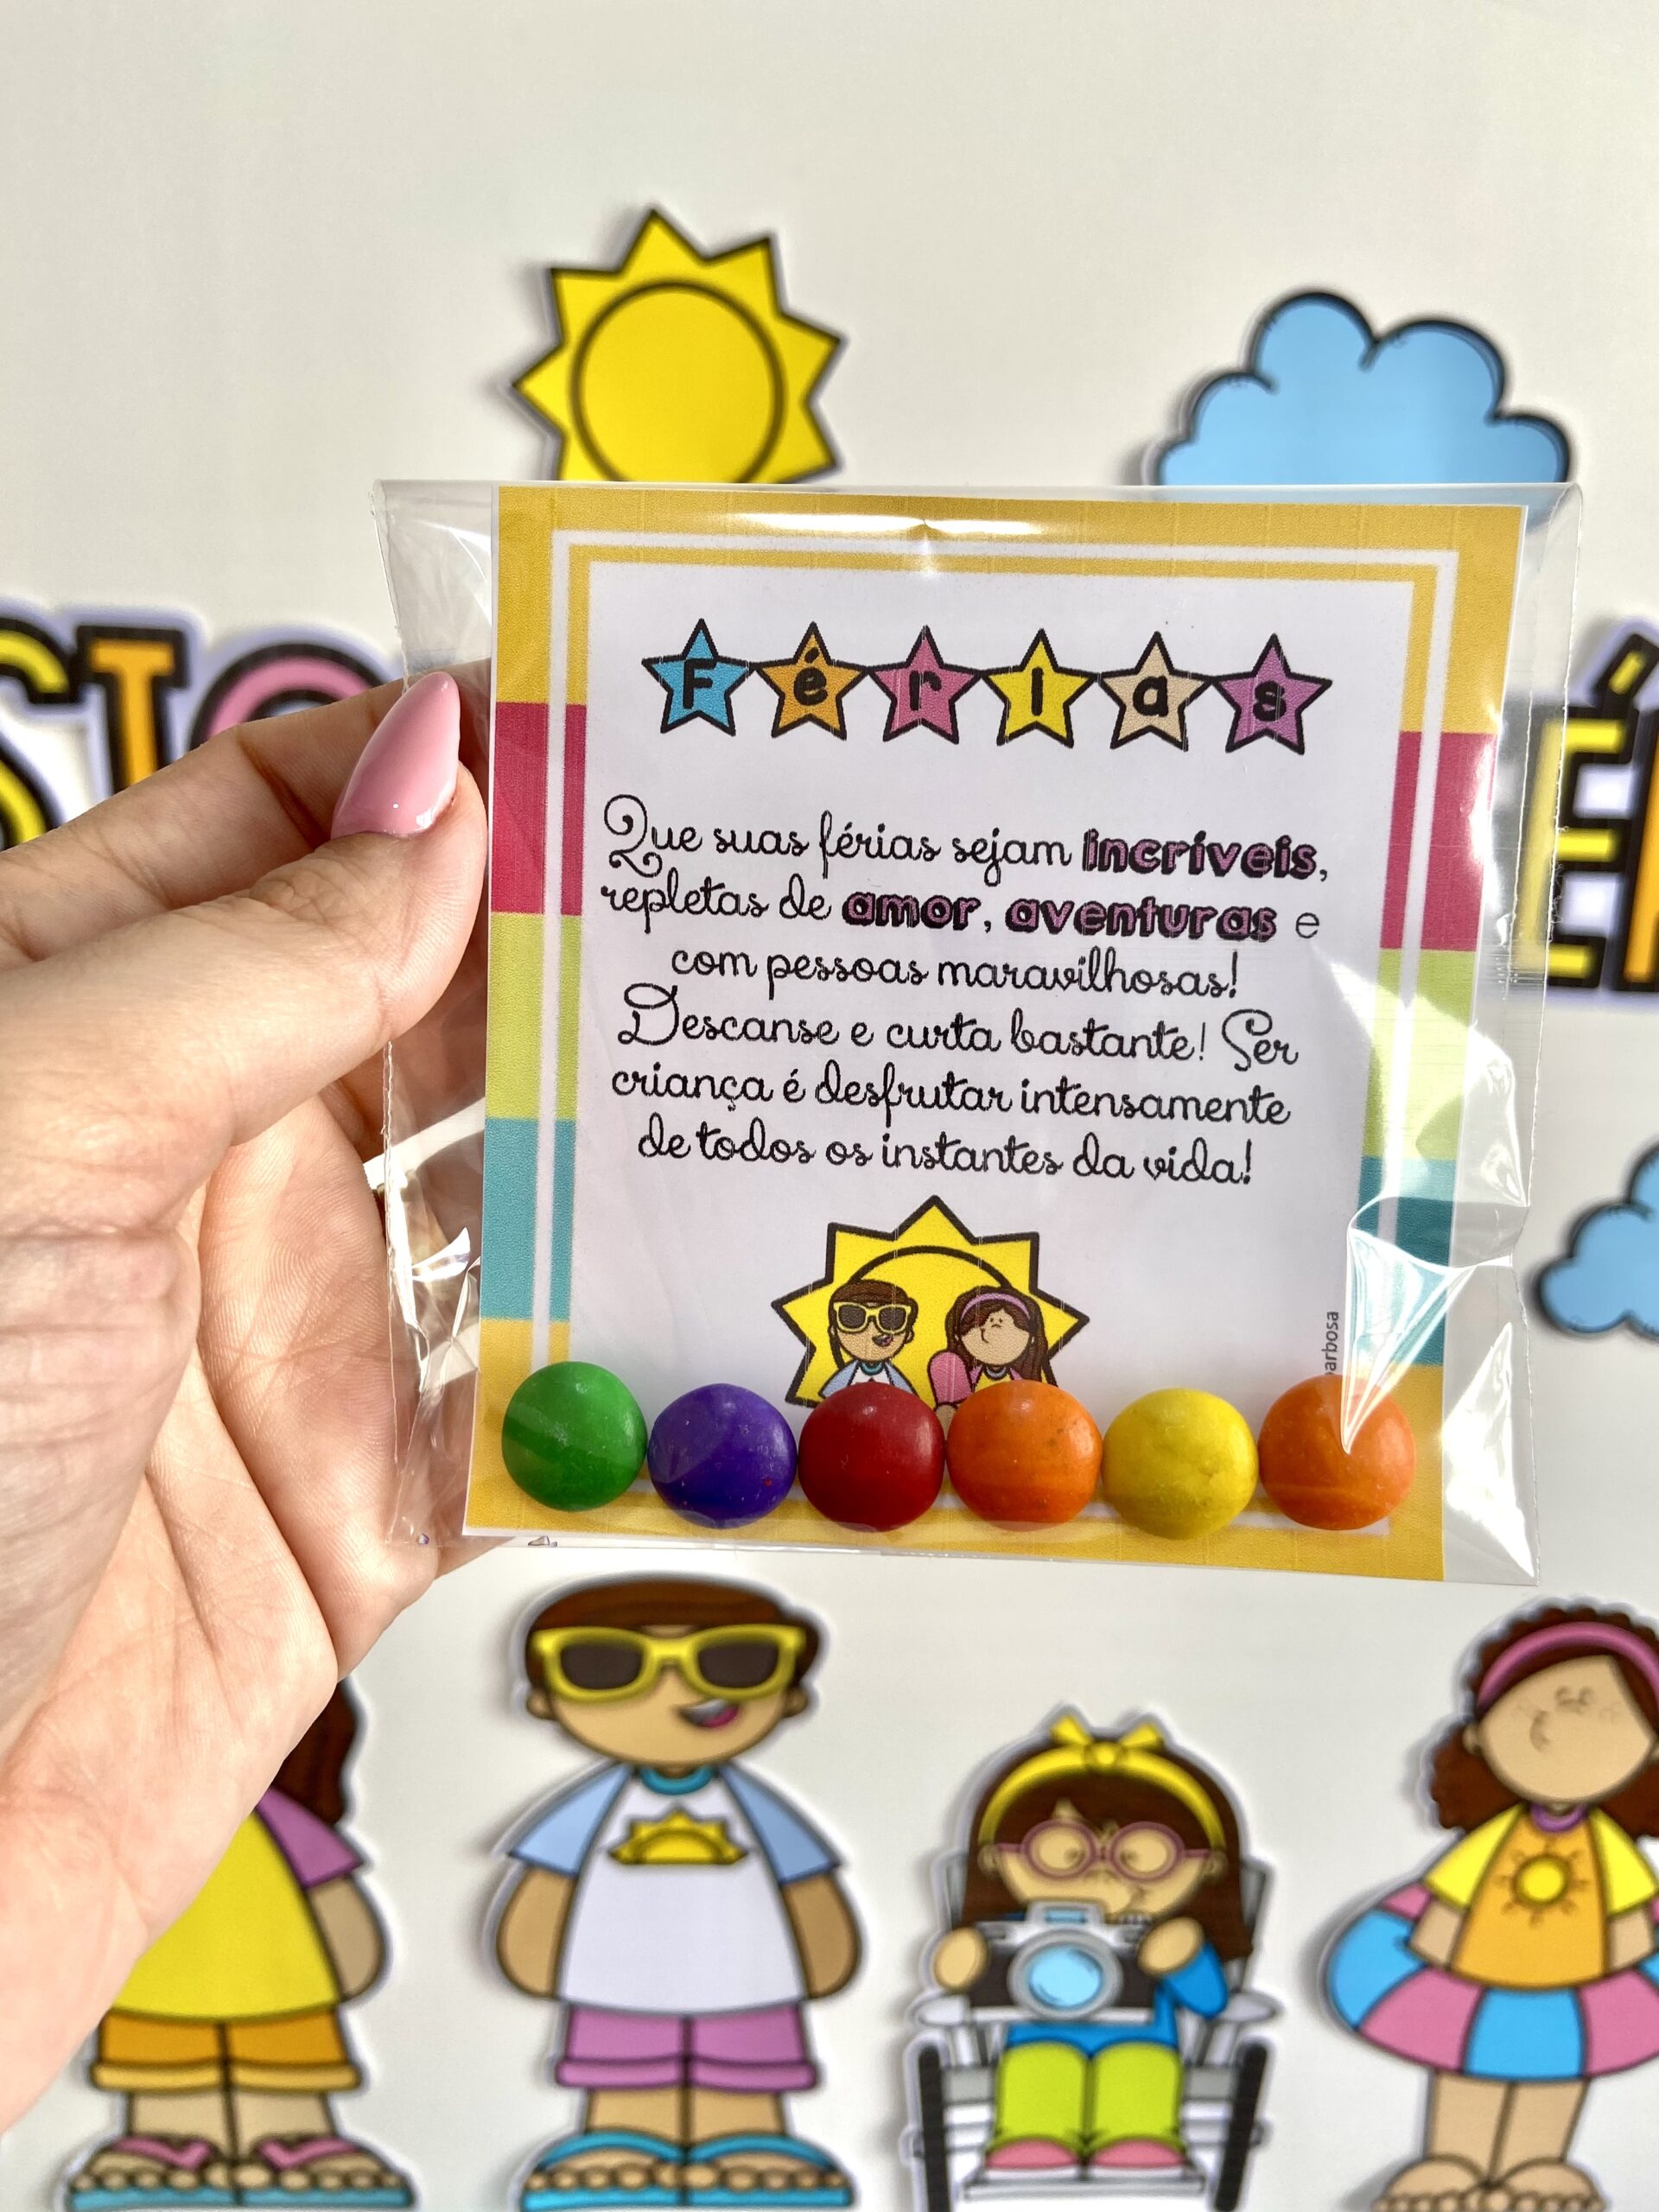 Férias
Que suas férias sejam incríveis,
repletas de amor, aventuras e
com pessoas maravilhosas!
Descanse e curta bastante! Ser
criança é desfrutar intensamente
de todos os instantes da vida!